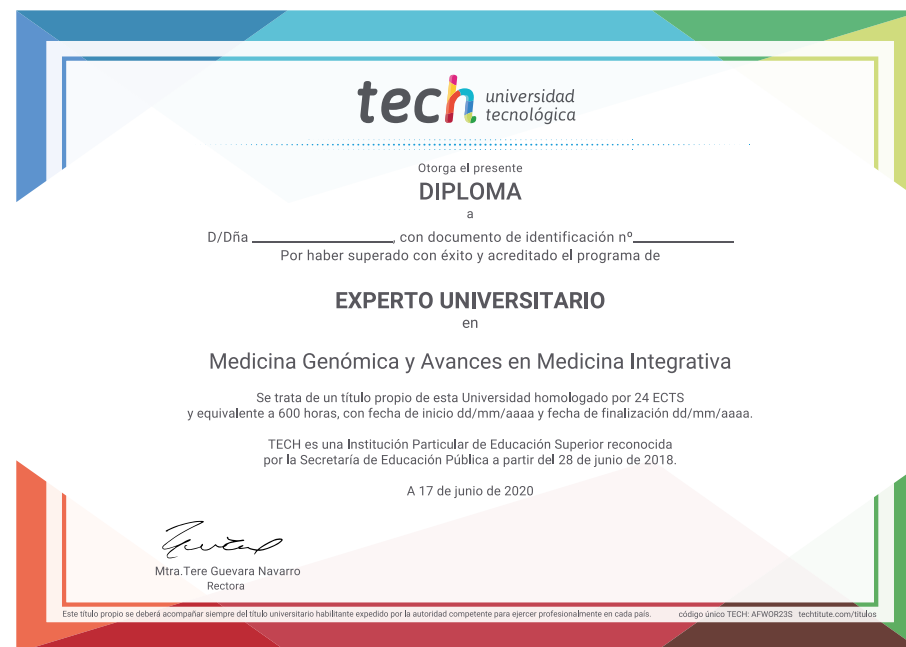 tech universidad
tecnológica
Otorga el presente
DIPLOMA
a
D/Dña ____________________, con documento de identificación nº______________
Por haber superado con éxito y acreditado el programa de
EXPERTO UNIVERSITARIO
en
Medicina Genómica y Avances en Medicina Integrativa
Se trata de un título propio de esta Universidad homologado por 24 ECTS
y equivalente a 600 horas, con fecha de inicio dd/mm/aaaa y fecha de finalización dd/mm/aaaa.
TECH es una Institución Particular de Educación Superior reconocida
por la Secretaría de Educación Pública a partir del 28 de junio de 2018.
A 17 de junio de 2020
Mtra.Tere Guevara Navarro
Rectora
Este título propio se deberá acompañar siempre del título universitario habilitante expedido por la autoridad competente para ejercer profesionalmente en cada país. código único TECH: AFWOR23S techtitute.com/titulos